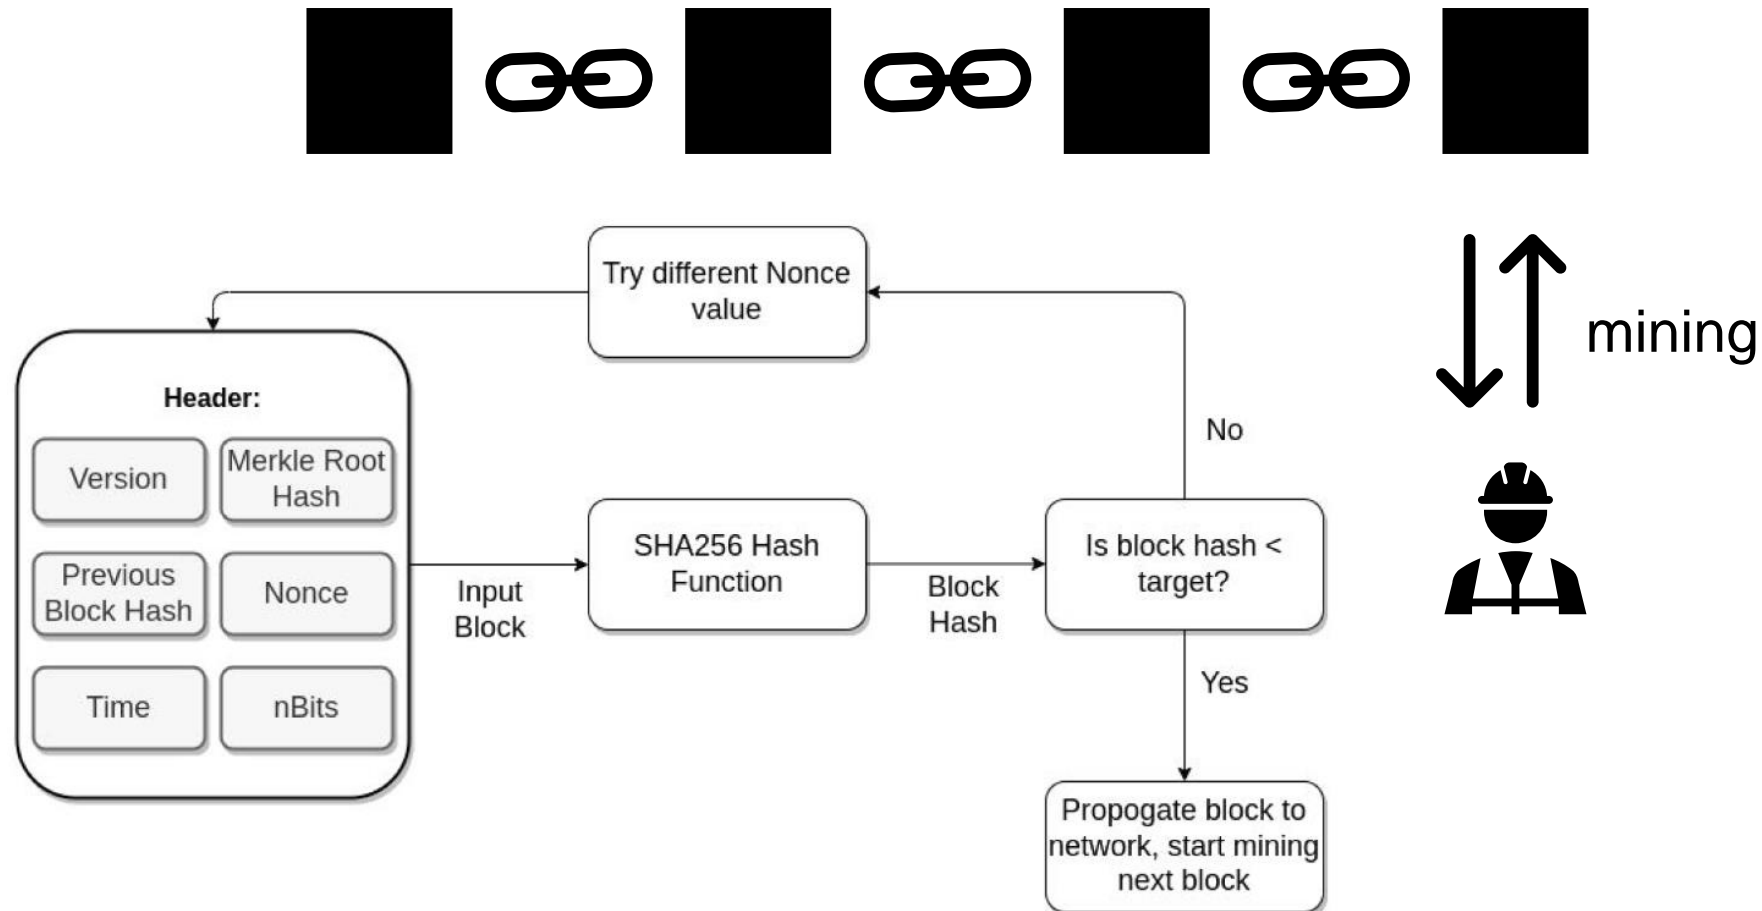 Try different Nonce
value
mining
Header:
Version
Merkle Root
Hash
Previous
Block Hash
Nonce
Time
nBits
Input
Block
SHA256 Hash
Function
Block
Hash
Is block hash <
target?
No
Yes
Propogate block to
network, start mining
next block